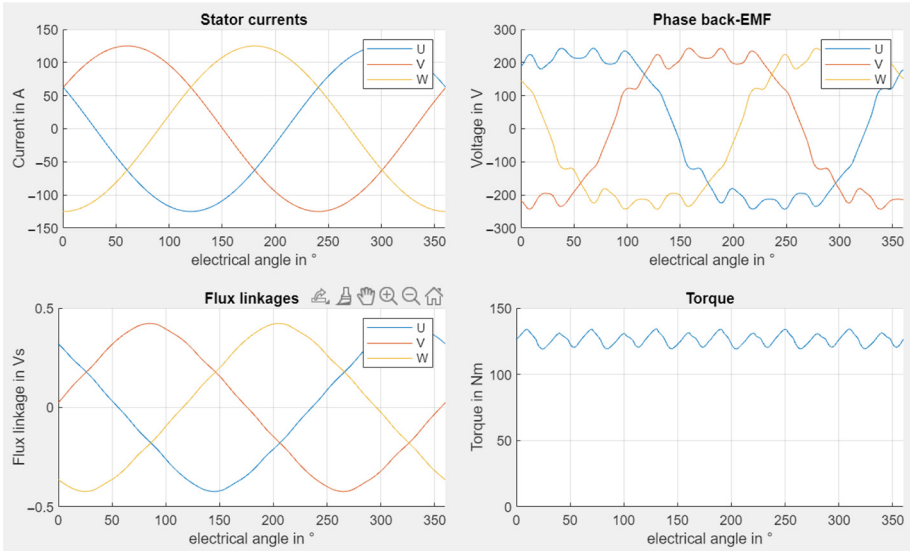 Stator currents
150
100
50
0
−50
−100
−150
Current in A
0 50 100 150 200 250 300 350
electrical angle in °
U
V
W
Phase back-EMF
300
200
100
0
−100
−200
−300
Voltage in V
0 50 100 150 200 250 300 350
electrical angle in °
U
V
W
Flux linkages
0.5
0
−0.5
Flux linkage in Vs
0 50 100 150 200 250 300 350
electrical angle in °
U
V
W
Torque
150
100
50
0
Torque in Nm
0 50 100 150 200 250 300 350
electrical angle in °